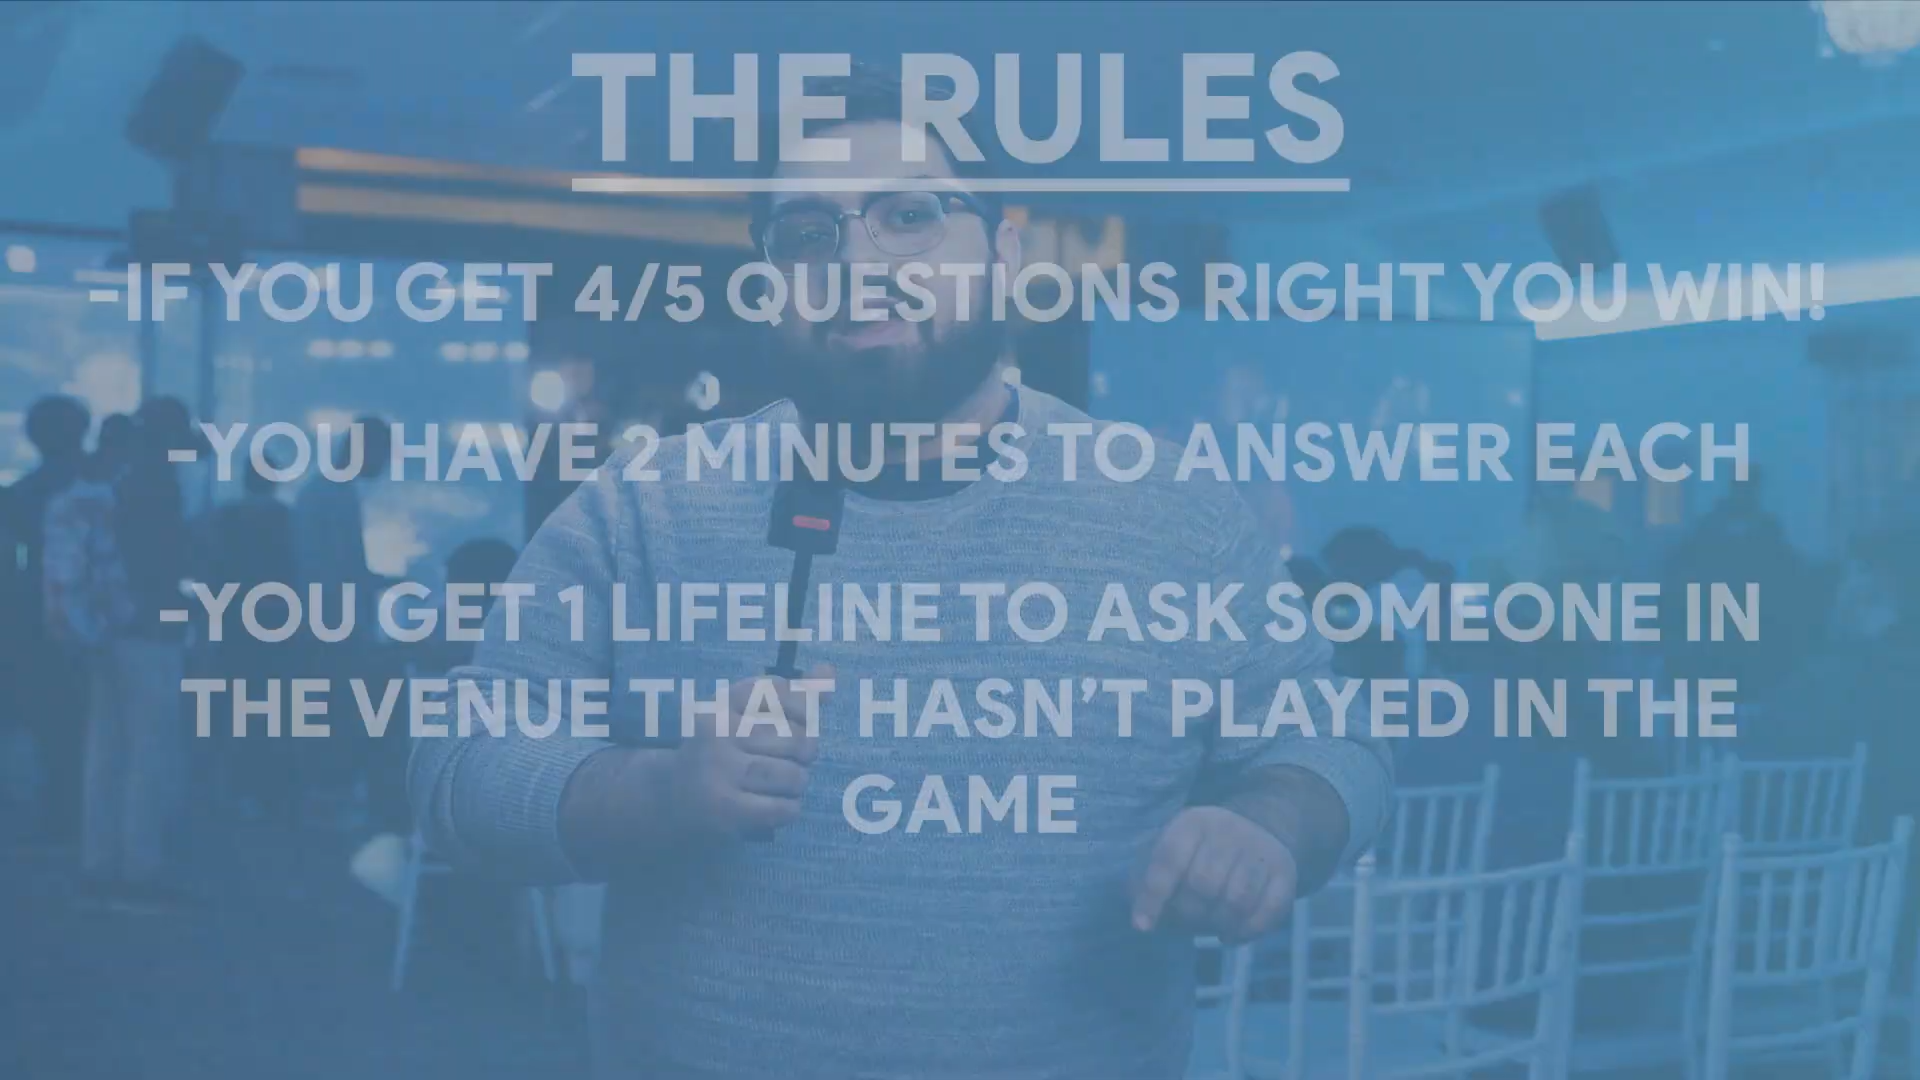 THE RULES
-IF YOU GET 4/5 QUESTIONS RIGHT YOU WIN!
-YOU HAVE 2 MINUTES TO ANSWER EACH
-YOU GET 1 LIFELINE TO ASK SOMEONE IN
THE VENUE THAT HASN'T PLAYED IN THE
GAME